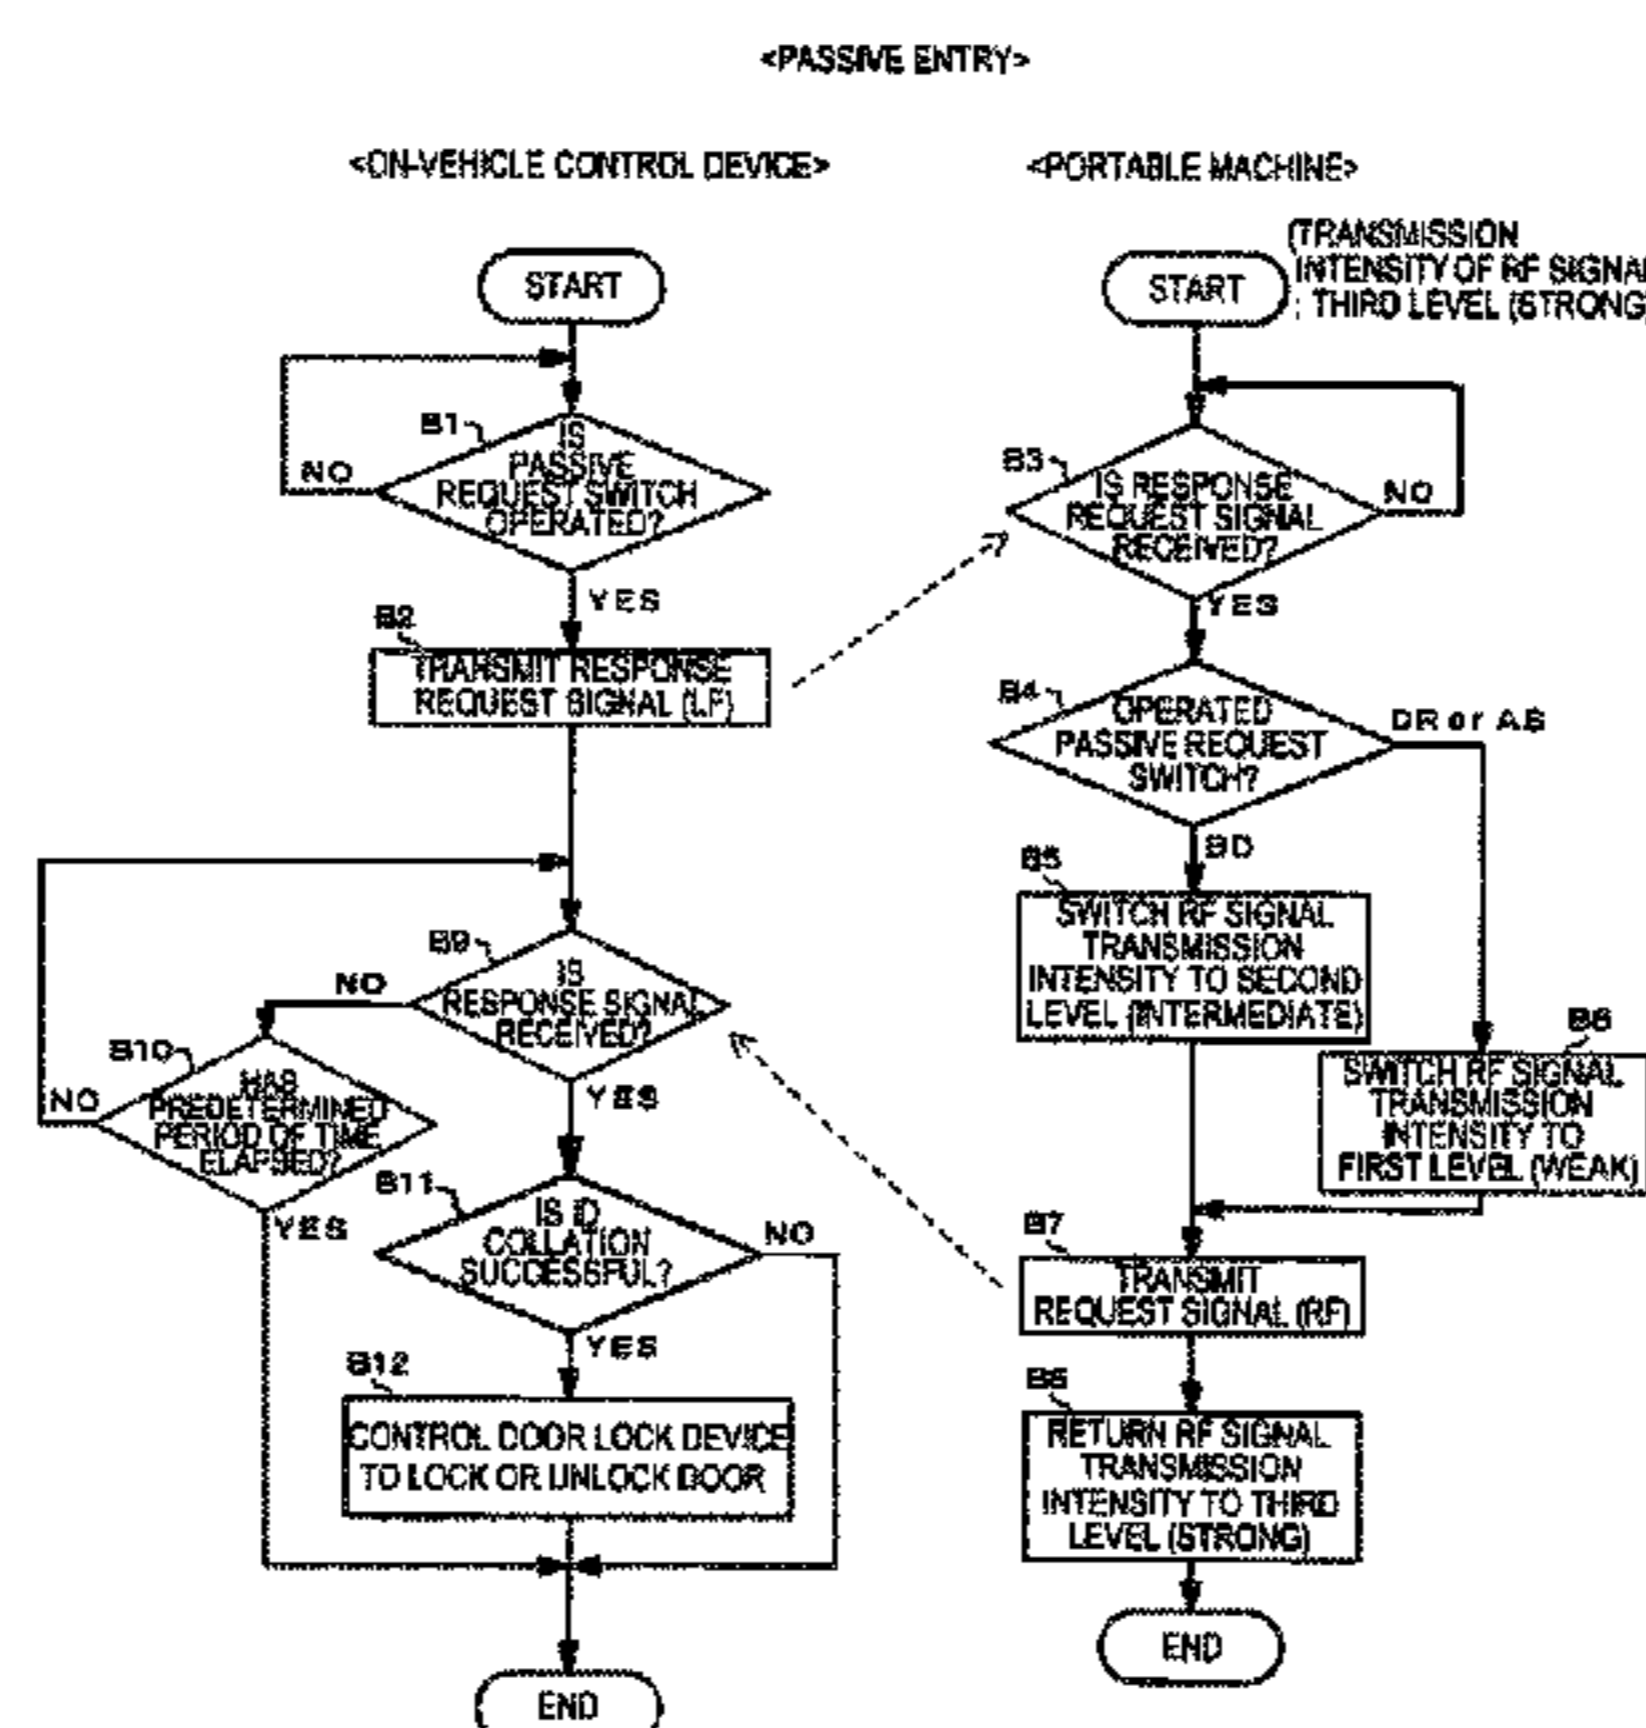 <PASSIVE ENTRY>
<ON-VEHICLE CONTROL DEVICE>
START
B1
IS
PASSIVE
REQUEST SWITCH
OPERATED?
NO
YES
B2
TRANSMIT RESPONSE
REQUEST SIGNAL (LF)
B9
IS
RESPONSE SIGNAL
RECEIVED?
NO
YES
B10
HAS
PREDETERMINED
PERIOD OF TIME
ELAPSED?
NO
YES
B11
IS ID
COLLATION
SUCCESSFUL?
NO
YES
B12
CONTROL DOOR LOCK DEVICE
TO LOCK OR UNLOCK DOOR
END
<PORTABLE MACHINE>
(TRANSMISSION
INTENSITY OF RF SIGNAL
: THIRD LEVEL (STRONG)
START
B3
IS RESPONSE
REQUEST SIGNAL
RECEIVED?
NO
YES
B4
OPERATED
PASSIVE REQUEST
SWITCH?
DR or AS
BD
B5
SWITCH RF SIGNAL
TRANSMISSION
INTENSITY TO SECOND
LEVEL (INTERMEDIATE)
B6
SWITCH RF SIGNAL
TRANSMISSION
INTENSITY TO
FIRST LEVEL (WEAK)
B7
TRANSMIT
REQUEST SIGNAL (RF)
RETURN RF SIGNAL
TRANSMISSION
INTENSITY TO THIRD
LEVEL (STRONG)
END